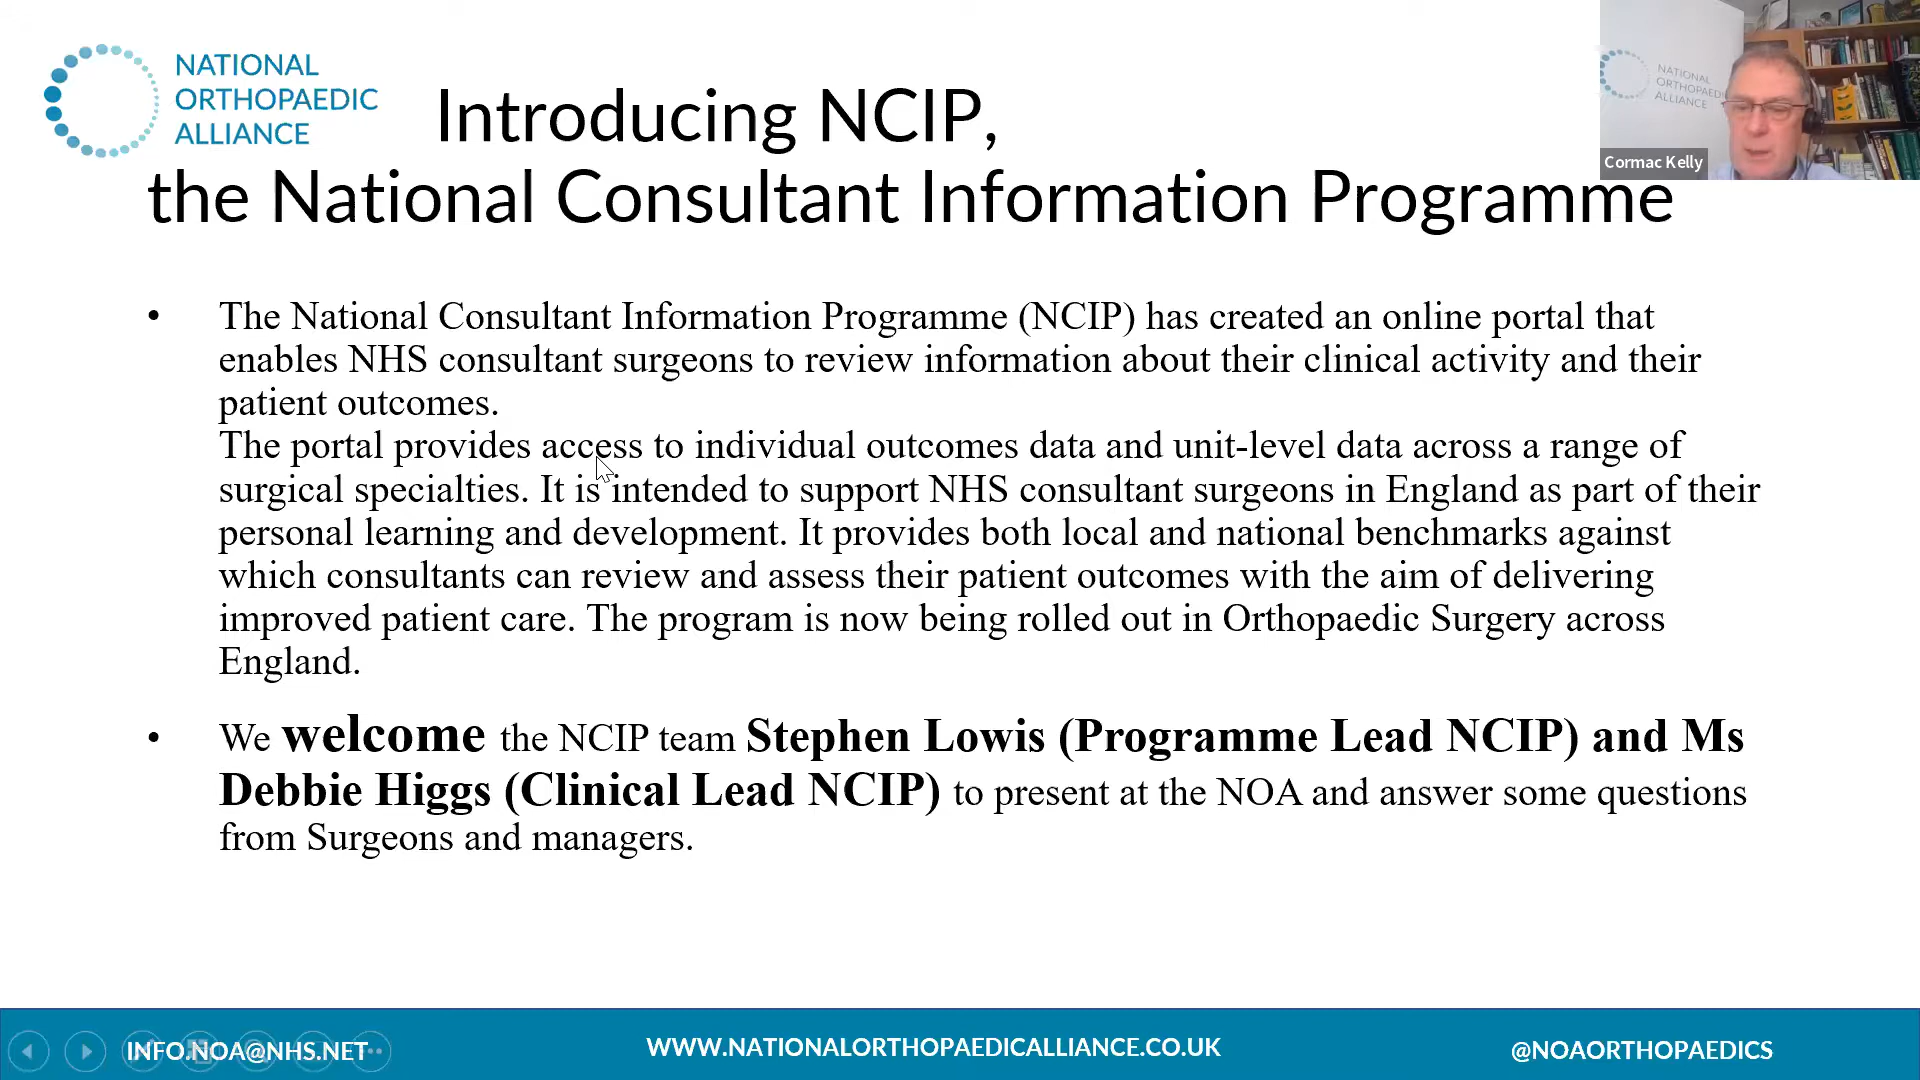 NATIONAL
ORTHOPAEDIC
ALLIANCE
Introducing NCIP,
the National Consultant Information Programme
NATIONAL
ORTHOPAEDIC
ALLIANCE
Cormac Kelly
• The National Consultant Information Programme (NCIP) has created an online portal that
enables NHS consultant surgeons to review information about their clinical activity and their
patient outcomes.
The portal provides access to individual outcomes data and unit-level data across a range of
surgical specialties. It is intended to support NHS consultant surgeons in England as part of their
personal learning and development. It provides both local and national benchmarks against
which consultants can review and assess their patient outcomes with the aim of delivering
improved patient care. The program is now being rolled out in Orthopaedic Surgery across
England.
• We welcome the NCIP team Stephen Lowis (Programme Lead NCIP) and Ms
Debbie Higgs (Clinical Lead NCIP) to present at the NOA and answer some questions
from Surgeons and managers.
INFO.NOA@NHS.NET
WWW.NATIONALORTHOPAEDICALLIANCE.CO.UK
@NOAORTHOPAEDICS